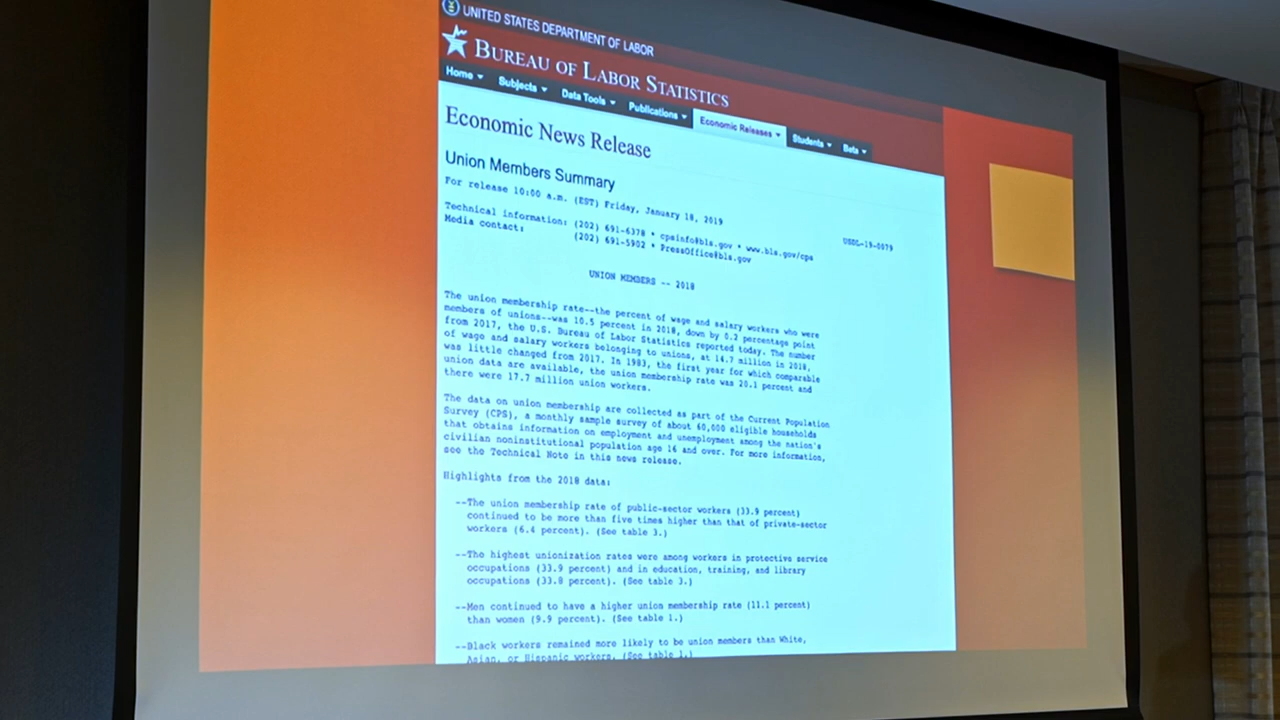 UNITED STATES DEPARTMENT OF LABOR
BUREAU OF LABOR STATISTICS
Home Subjects Data Tools Publications Economic Releases Students Beta
Economic News Release
Union Members Summary
For release 10:00 a.m. (EST) Friday, January 18, 2019
USDL-19-0079
Technical information: (202) 691-6378 • cpsinfo@bls.gov • www.bls.gov/cps
Media contact: (202) 691-5902 • PressOffice@bls.gov
UNION MEMBERS -- 2018
The union membership rate--the percent of wage and salary workers who were
members of unions--was 10.5 percent in 2018, down by 0.2 percentage point
from 2017, the U.S. Bureau of Labor Statistics reported today. The number
of wage and salary workers belonging to unions, at 14.7 million in 2018,
was little changed from 2017. In 1983, the first year for which comparable
union data are available, the union membership rate was 20.1 percent and
there were 17.7 million union workers.
The data on union membership are collected as part of the Current Population
Survey (CPS), a monthly sample survey of about 60,000 eligible households
that obtains information on employment and unemployment among the nation's
civilian noninstitutional population age 16 and over. For more information,
see the Technical Note in this news release.
Highlights from the 2018 data:
--The union membership rate of public-sector workers (33.9 percent)
continued to be more than five times higher than that of private-sector
workers (6.4 percent). (See table 3.)
--The highest unionization rates were among workers in protective service
occupations (33.9 percent) and in education, training, and library
occupations (33.8 percent). (See table 3.)
--Men continued to have a higher union membership rate (11.1 percent)
than women (9.9 percent). (See table 1.)
--Black workers remained more likely to be union members than White,
Asian, or Hispanic workers. (See table 1.)